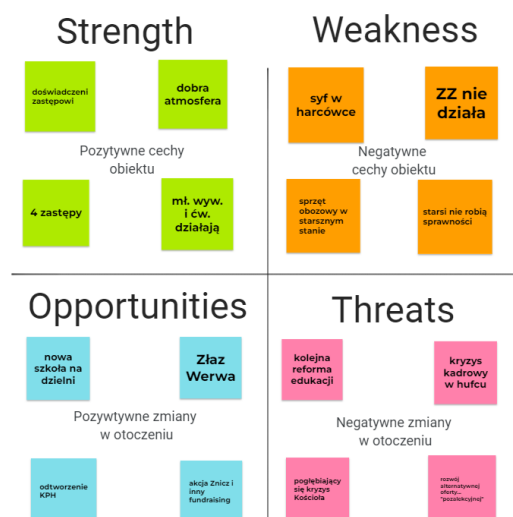 Strength
doświadczeni
zastępowi
dobra
atmosfera
Pozytywne cechy
obiektu
4 zastępy
mł. wyw.
i ćw.
działają
Weakness
syf w
harcówce
ZZ nie
działa
Negatywne
cechy obiektu
sprzęt
obozowy w
starsznym
stanie
starsi nie robią
sprawności
Opportunities
nowa
szkoła na
dzielni
Złaz
Werwa
Pozywtywne zmiany
w otoczeniu
odtworzenie
KPH
akcja Znicz i
inny
fundraising
Threats
kolejna
reforma
edukacji
kryzys
kadrowy
w hufcu
Negatywne zmiany
w otoczeniu
pogłębiający
się kryzys
Kościoła
rozwój
alternatywnej
oferty...
"pozalekcyjnej"